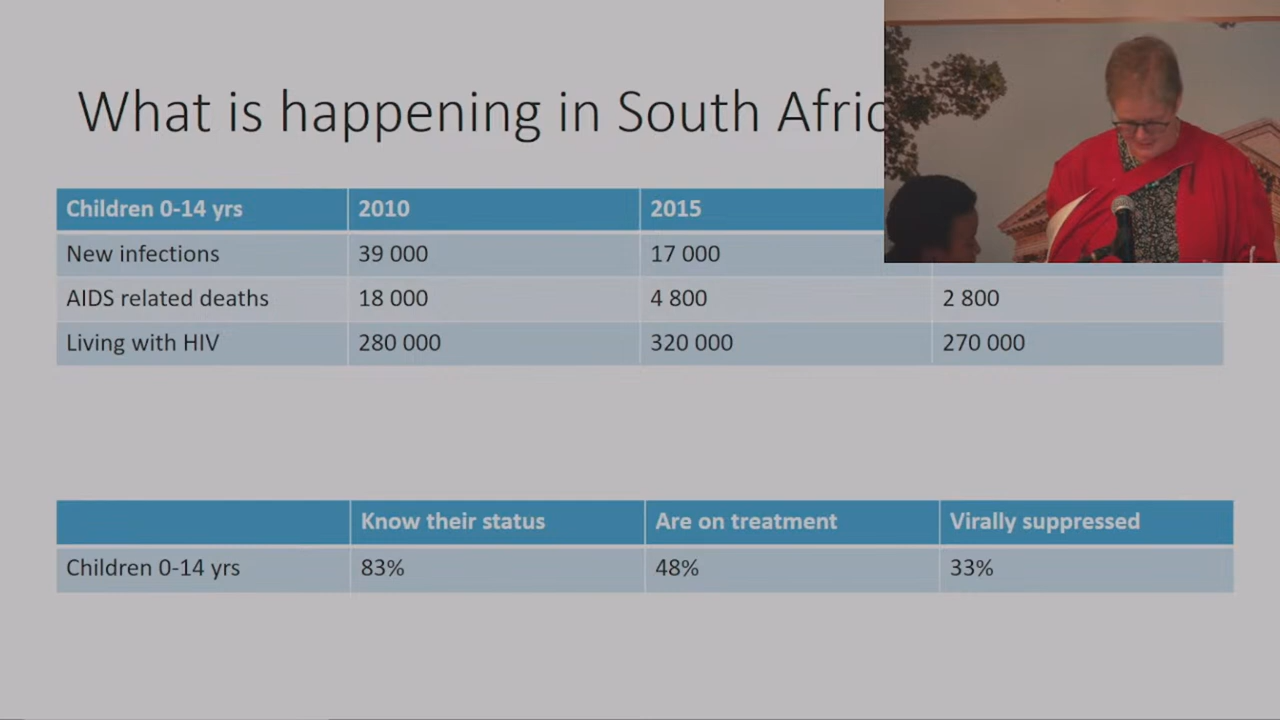 What is happening in South Afric
Children 0-14 yrs 2010 2015
New infections 39 000 17 000
AIDS related deaths 18 000 4 800 2 800
Living with HIV 280 000 320 000 270 000
Know their status Are on treatment Virally suppressed
Children 0-14 yrs 83% 48% 33%